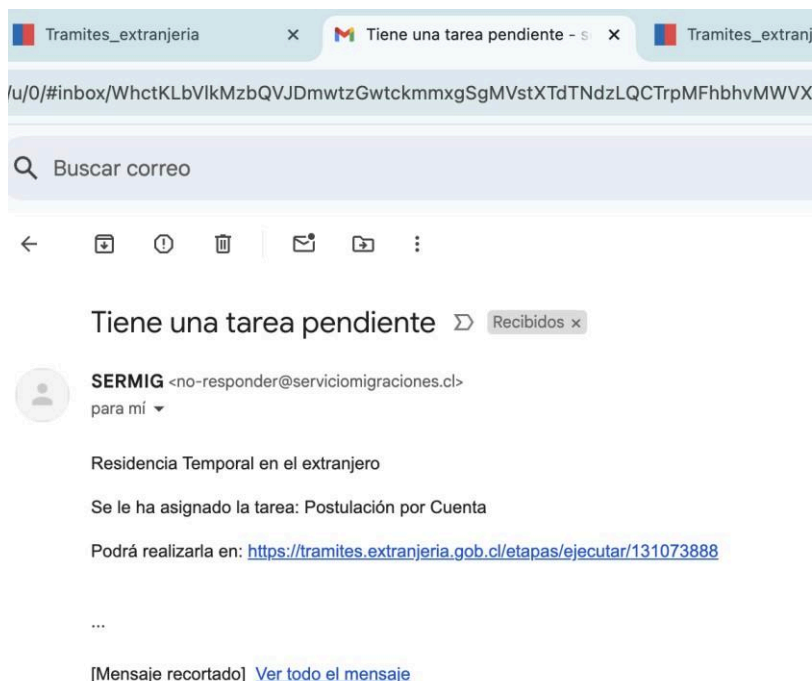 Tramites_extranjeria × Tiene una tarea pendiente - s × Tramites_extranj
/u/0/#inbox/WhctKLbVlkMzbQVJDmwtzGwtckmmxgSgMVstXTdTNdzLQCTrpMFhbhvMWVX
Buscar correo
Tiene una tarea pendiente Recibidos ×
SERMIG <no-responder@serviciomigraciones.cl>
para mí
Residencia Temporal en el extranjero
Se le ha asignado la tarea: Postulación por Cuenta
Podrá realizarla en: https://tramites.extranjeria.gob.cl/etapas/ejecutar/131073888
...
[Mensaje recortado] Ver todo el mensaje